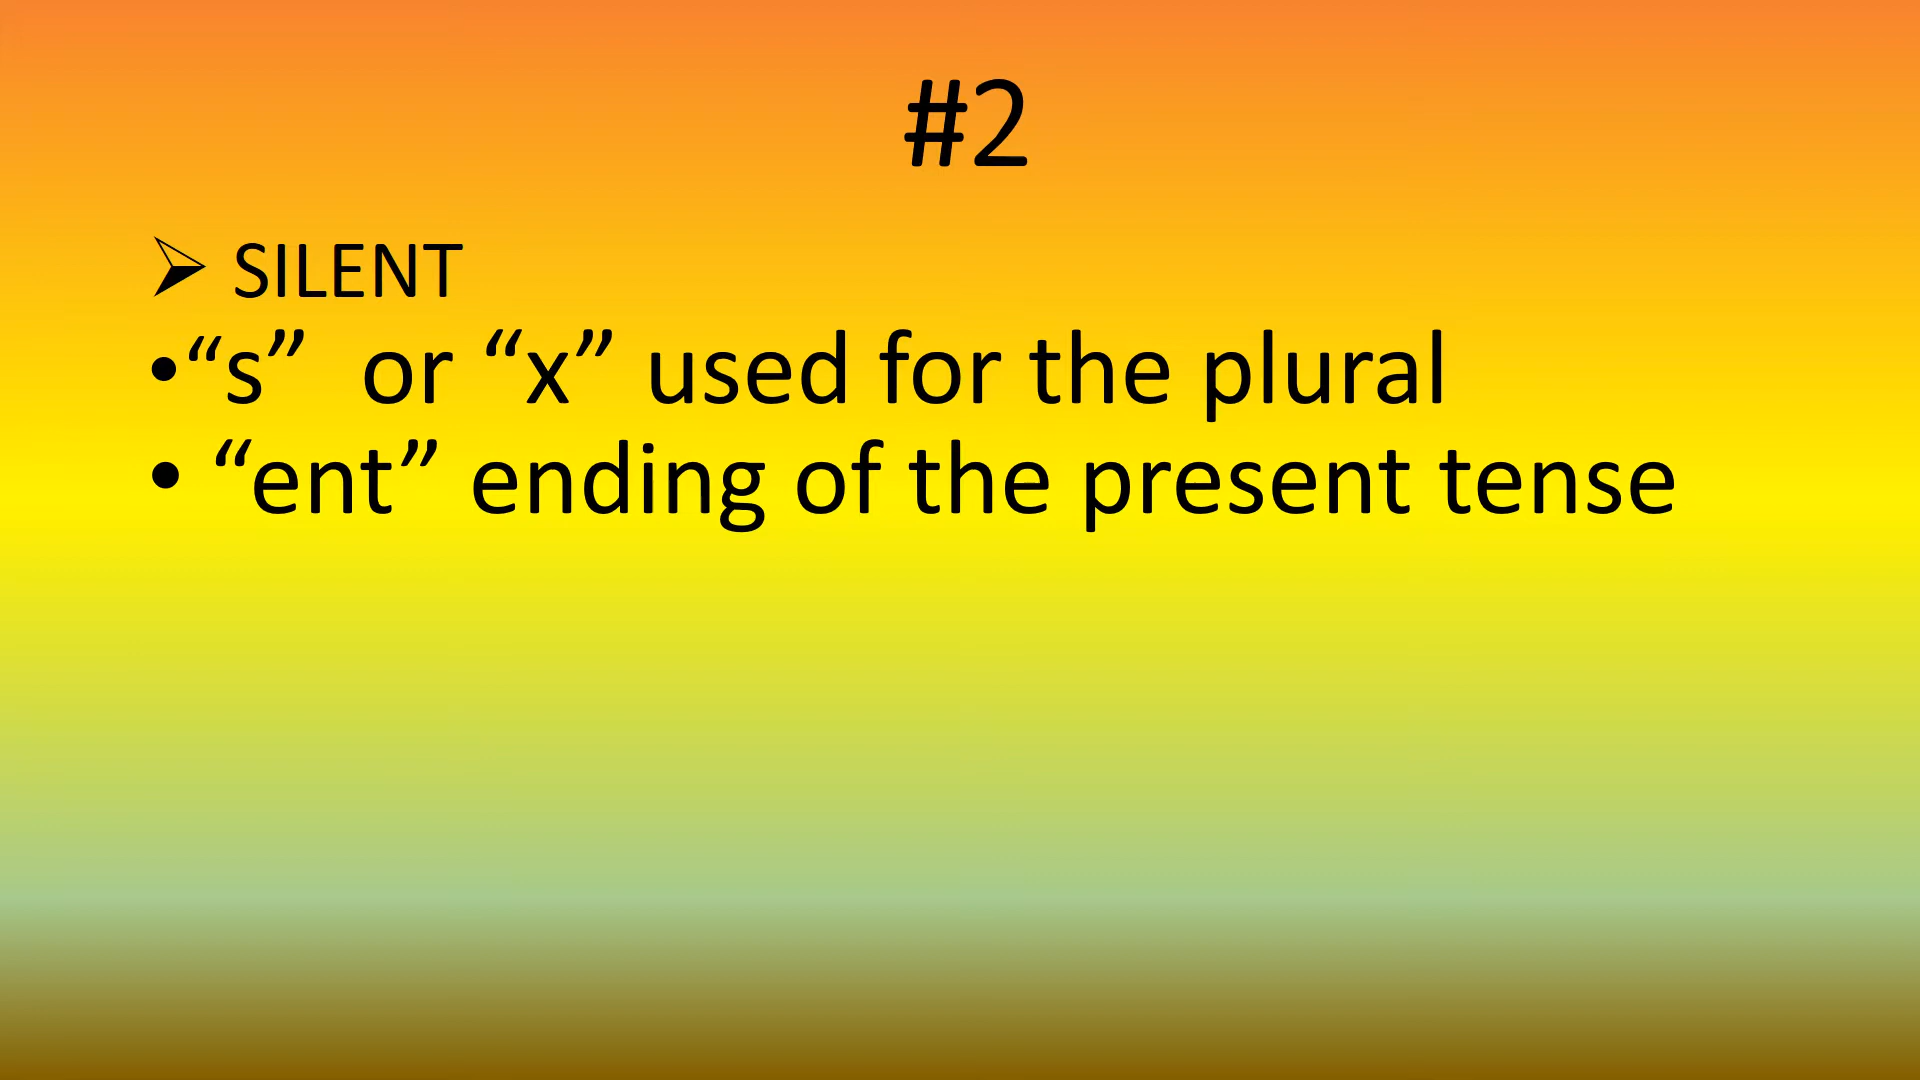 #2
➢ SILENT
•“s”  or “x” used for the plural
• “ent” ending of the present tense